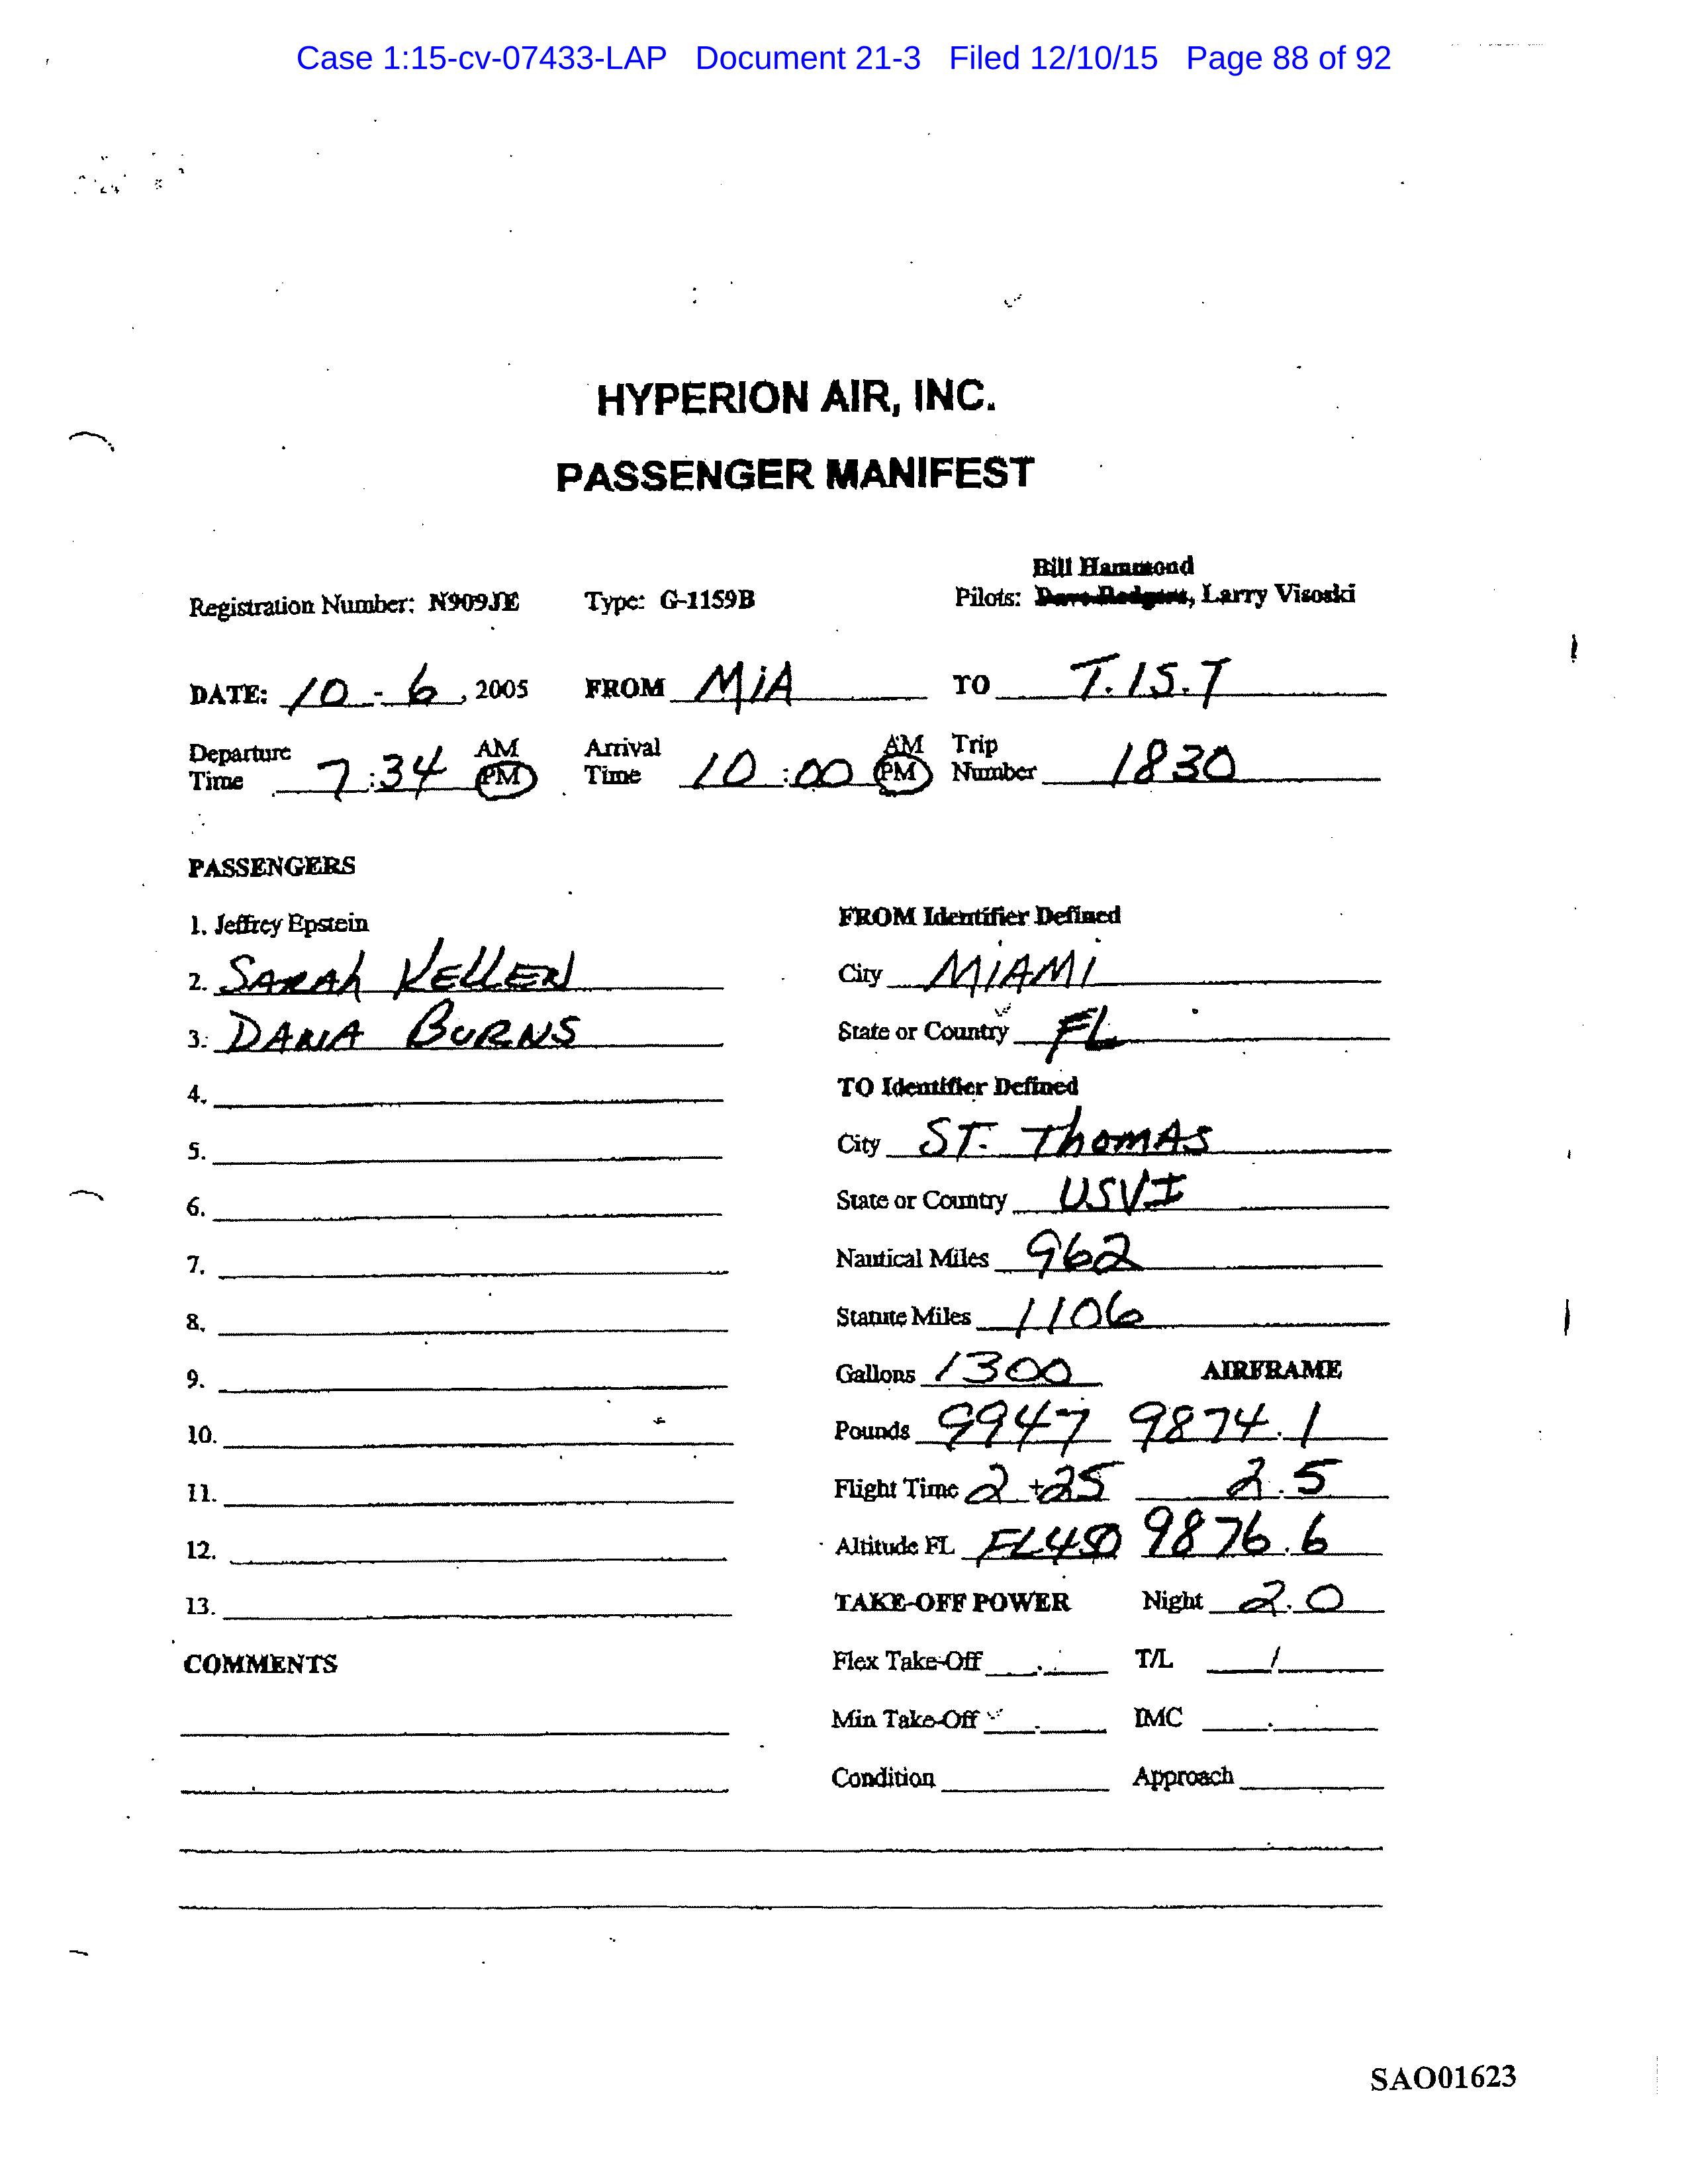 Case 1:15-cv-07433-LAP Document 21-3 Filed 12/10/15 Page 88 of 92
HYPERION AIR, INC.
PASSENGER MANIFEST
Bill Hammond
Registration Number: N909JE Type: G-1159B Pilots: Dave Rodgers, Larry Visoski
DATE: 10 - 6, 2005 FROM MiA TO T.IS.T
Departure Time 7:34 AM PM Arrival Time 10:00 AM PM Trip Number 1830
PASSENGERS
1. Jeffrey Epstein
2. SARAh KEllEN
3. DANA BURNS
4.
5.
6.
7.
8.
9.
10.
11.
12.
13.
COMMENTS
FROM Identifier Defined
City MiAMi
State or Country FL
TO Identifier Defined
City ST. ThomAS
State or Country USVI
Nautical Miles 962
Statute Miles 1106
Gallons 1300 AIRFRAME
Pounds 9947 9874.1
Flight Time 2+25 2.5
Altitude FL FL450 9876.6
TAKE-OFF POWER Night 2.0
Flex Take-Off . T/L /
Min Take-Off . IMC .
Condition Approach
SAO01623